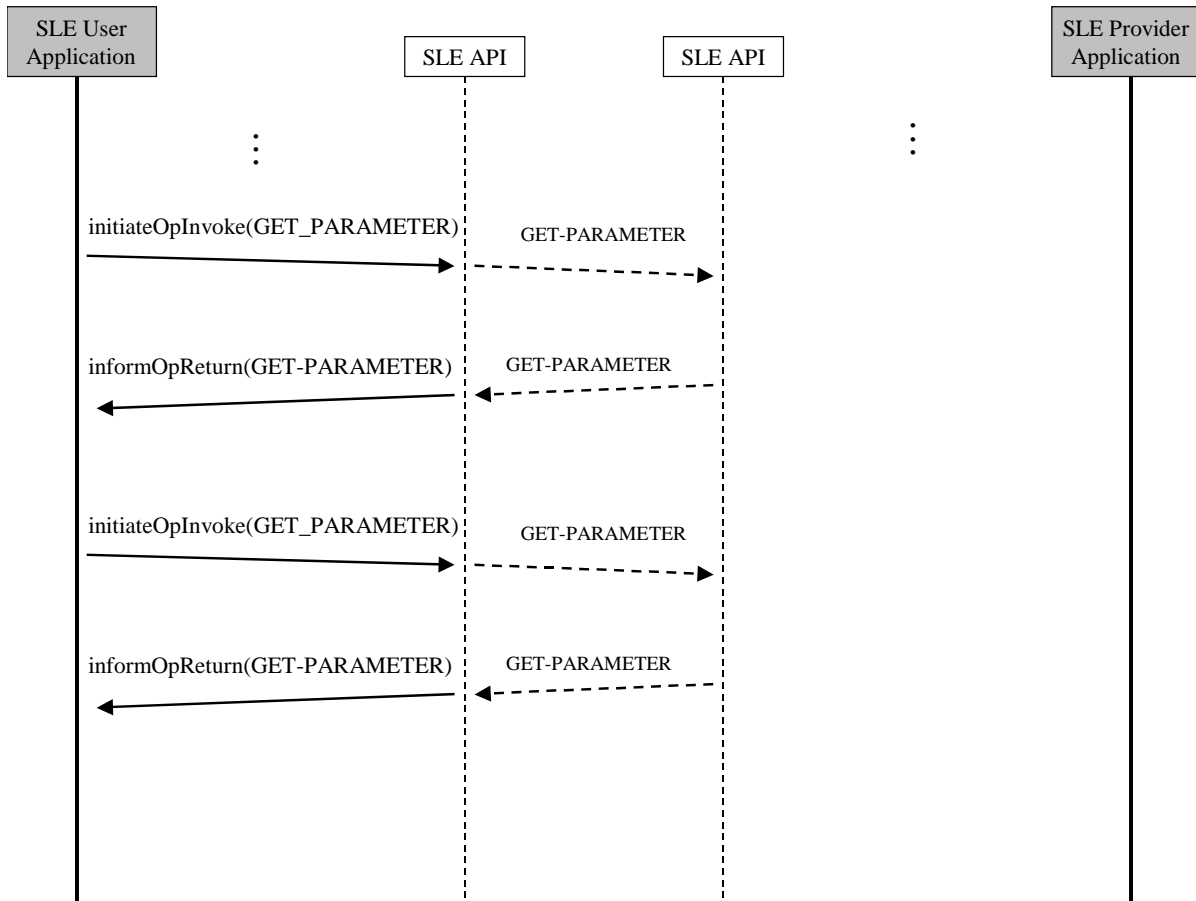 SLE User
Application
SLE API
SLE API
SLE Provider
Application
initiateOpInvoke(GET_PARAMETER)
GET-PARAMETER
informOpReturn(GET-PARAMETER)
GET-PARAMETER
initiateOpInvoke(GET_PARAMETER)
GET-PARAMETER
informOpReturn(GET-PARAMETER)
GET-PARAMETER